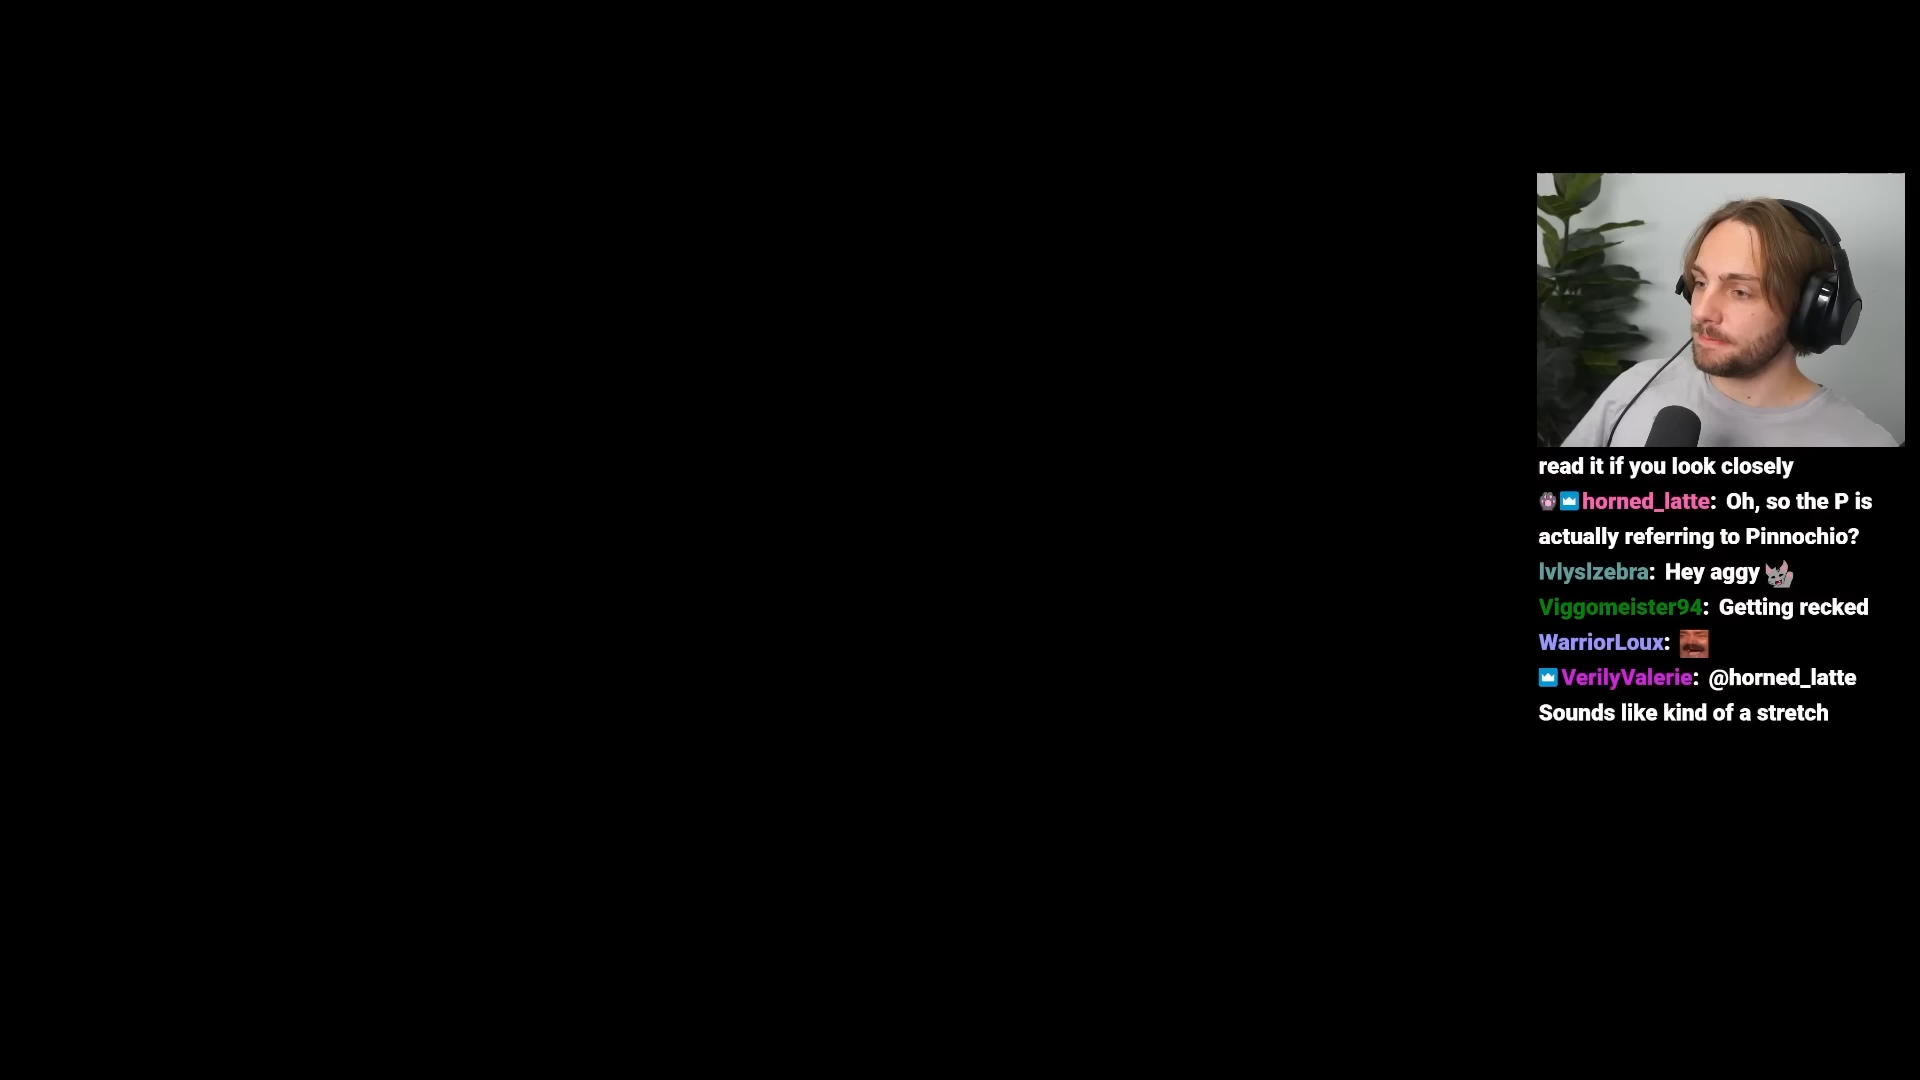 read it if you look closely
horned_latte: Oh, so the P is
actually referring to Pinnochio?
lvlyslzebra: Hey aggy
Viggomeister94: Getting recked
WarriorLoux:
VerilyValerie: @horned_latte
Sounds like kind of a stretch